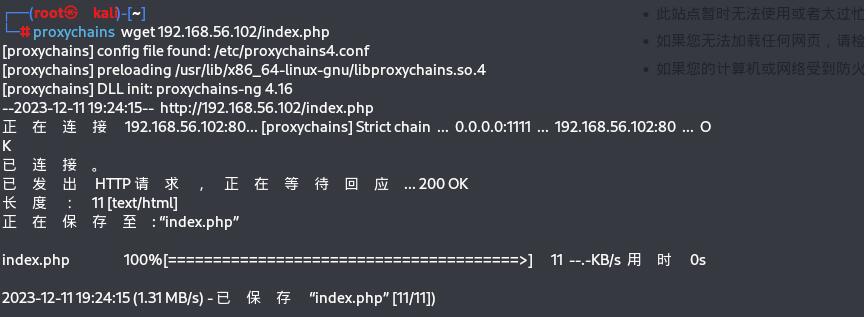 ┌──(root㉿kali)-[~]
└─# proxychains wget 192.168.56.102/index.php
[proxychains] config file found: /etc/proxychains4.conf
[proxychains] preloading /usr/lib/x86_64-linux-gnu/libproxychains.so.4
[proxychains] DLL init: proxychains-ng 4.16
--2023-12-11 19:24:15-- http://192.168.56.102/index.php
正在连接 192.168.56.102:80... [proxychains] Strict chain ... 0.0.0.0:1111 ... 192.168.56.102:80 ... O
K
已连接。
已发出 HTTP 请求，正在等待回应... 200 OK
长度： 11 [text/html]
正在保存至: “index.php”
index.php 100%[=======================================>] 11 --.-KB/s 用时 0s
2023-12-11 19:24:15 (1.31 MB/s) - 已保存 “index.php” [11/11])
• 此站点暂时无法使用或者太过忙
• 如果您无法加载任何网页，请检
• 如果您的计算机或网络受到防火